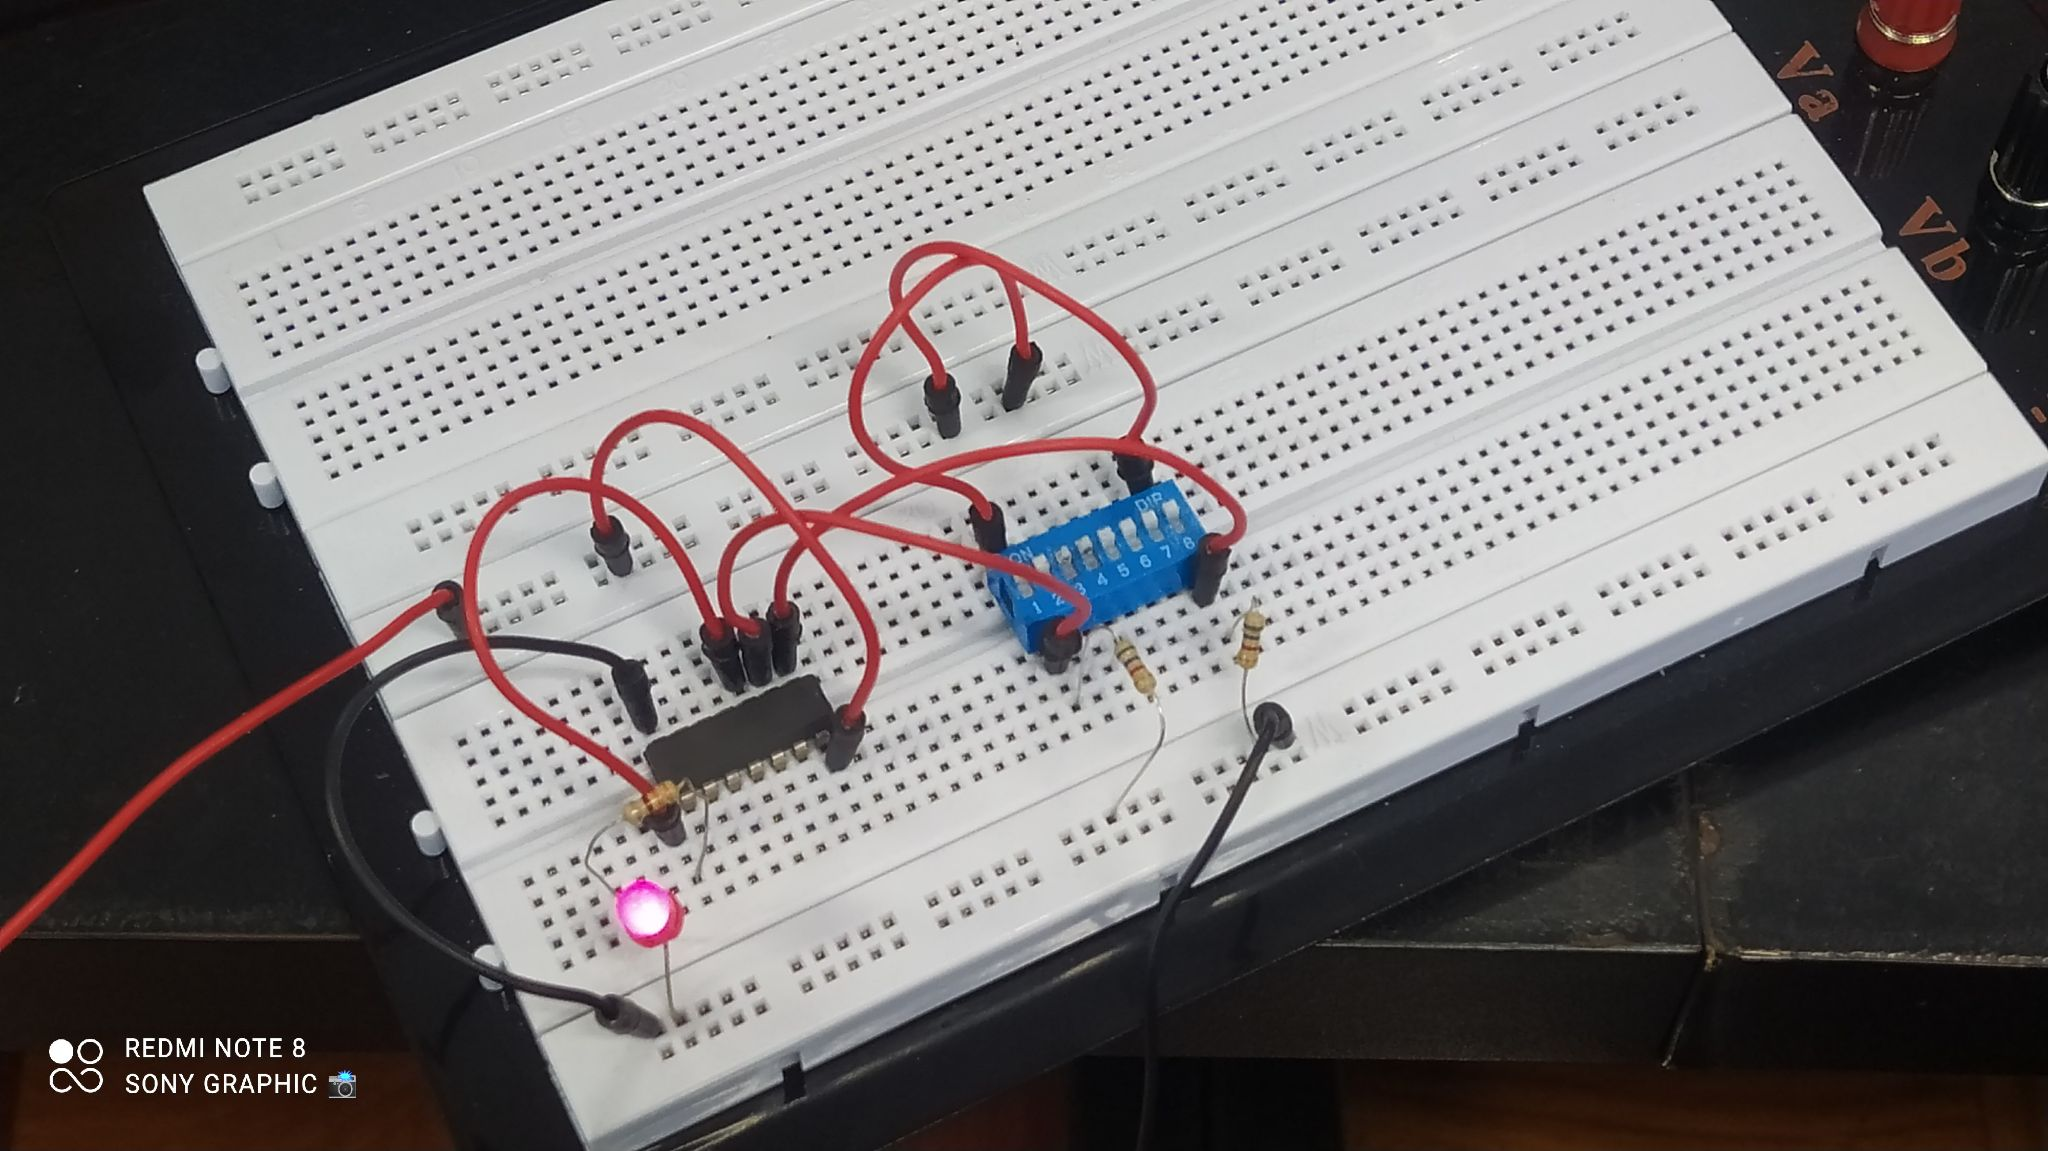 Va
Vb
DIP
ON
1 2 3 4 5 6 7 8
REDMI NOTE 8
SONY GRAPHIC